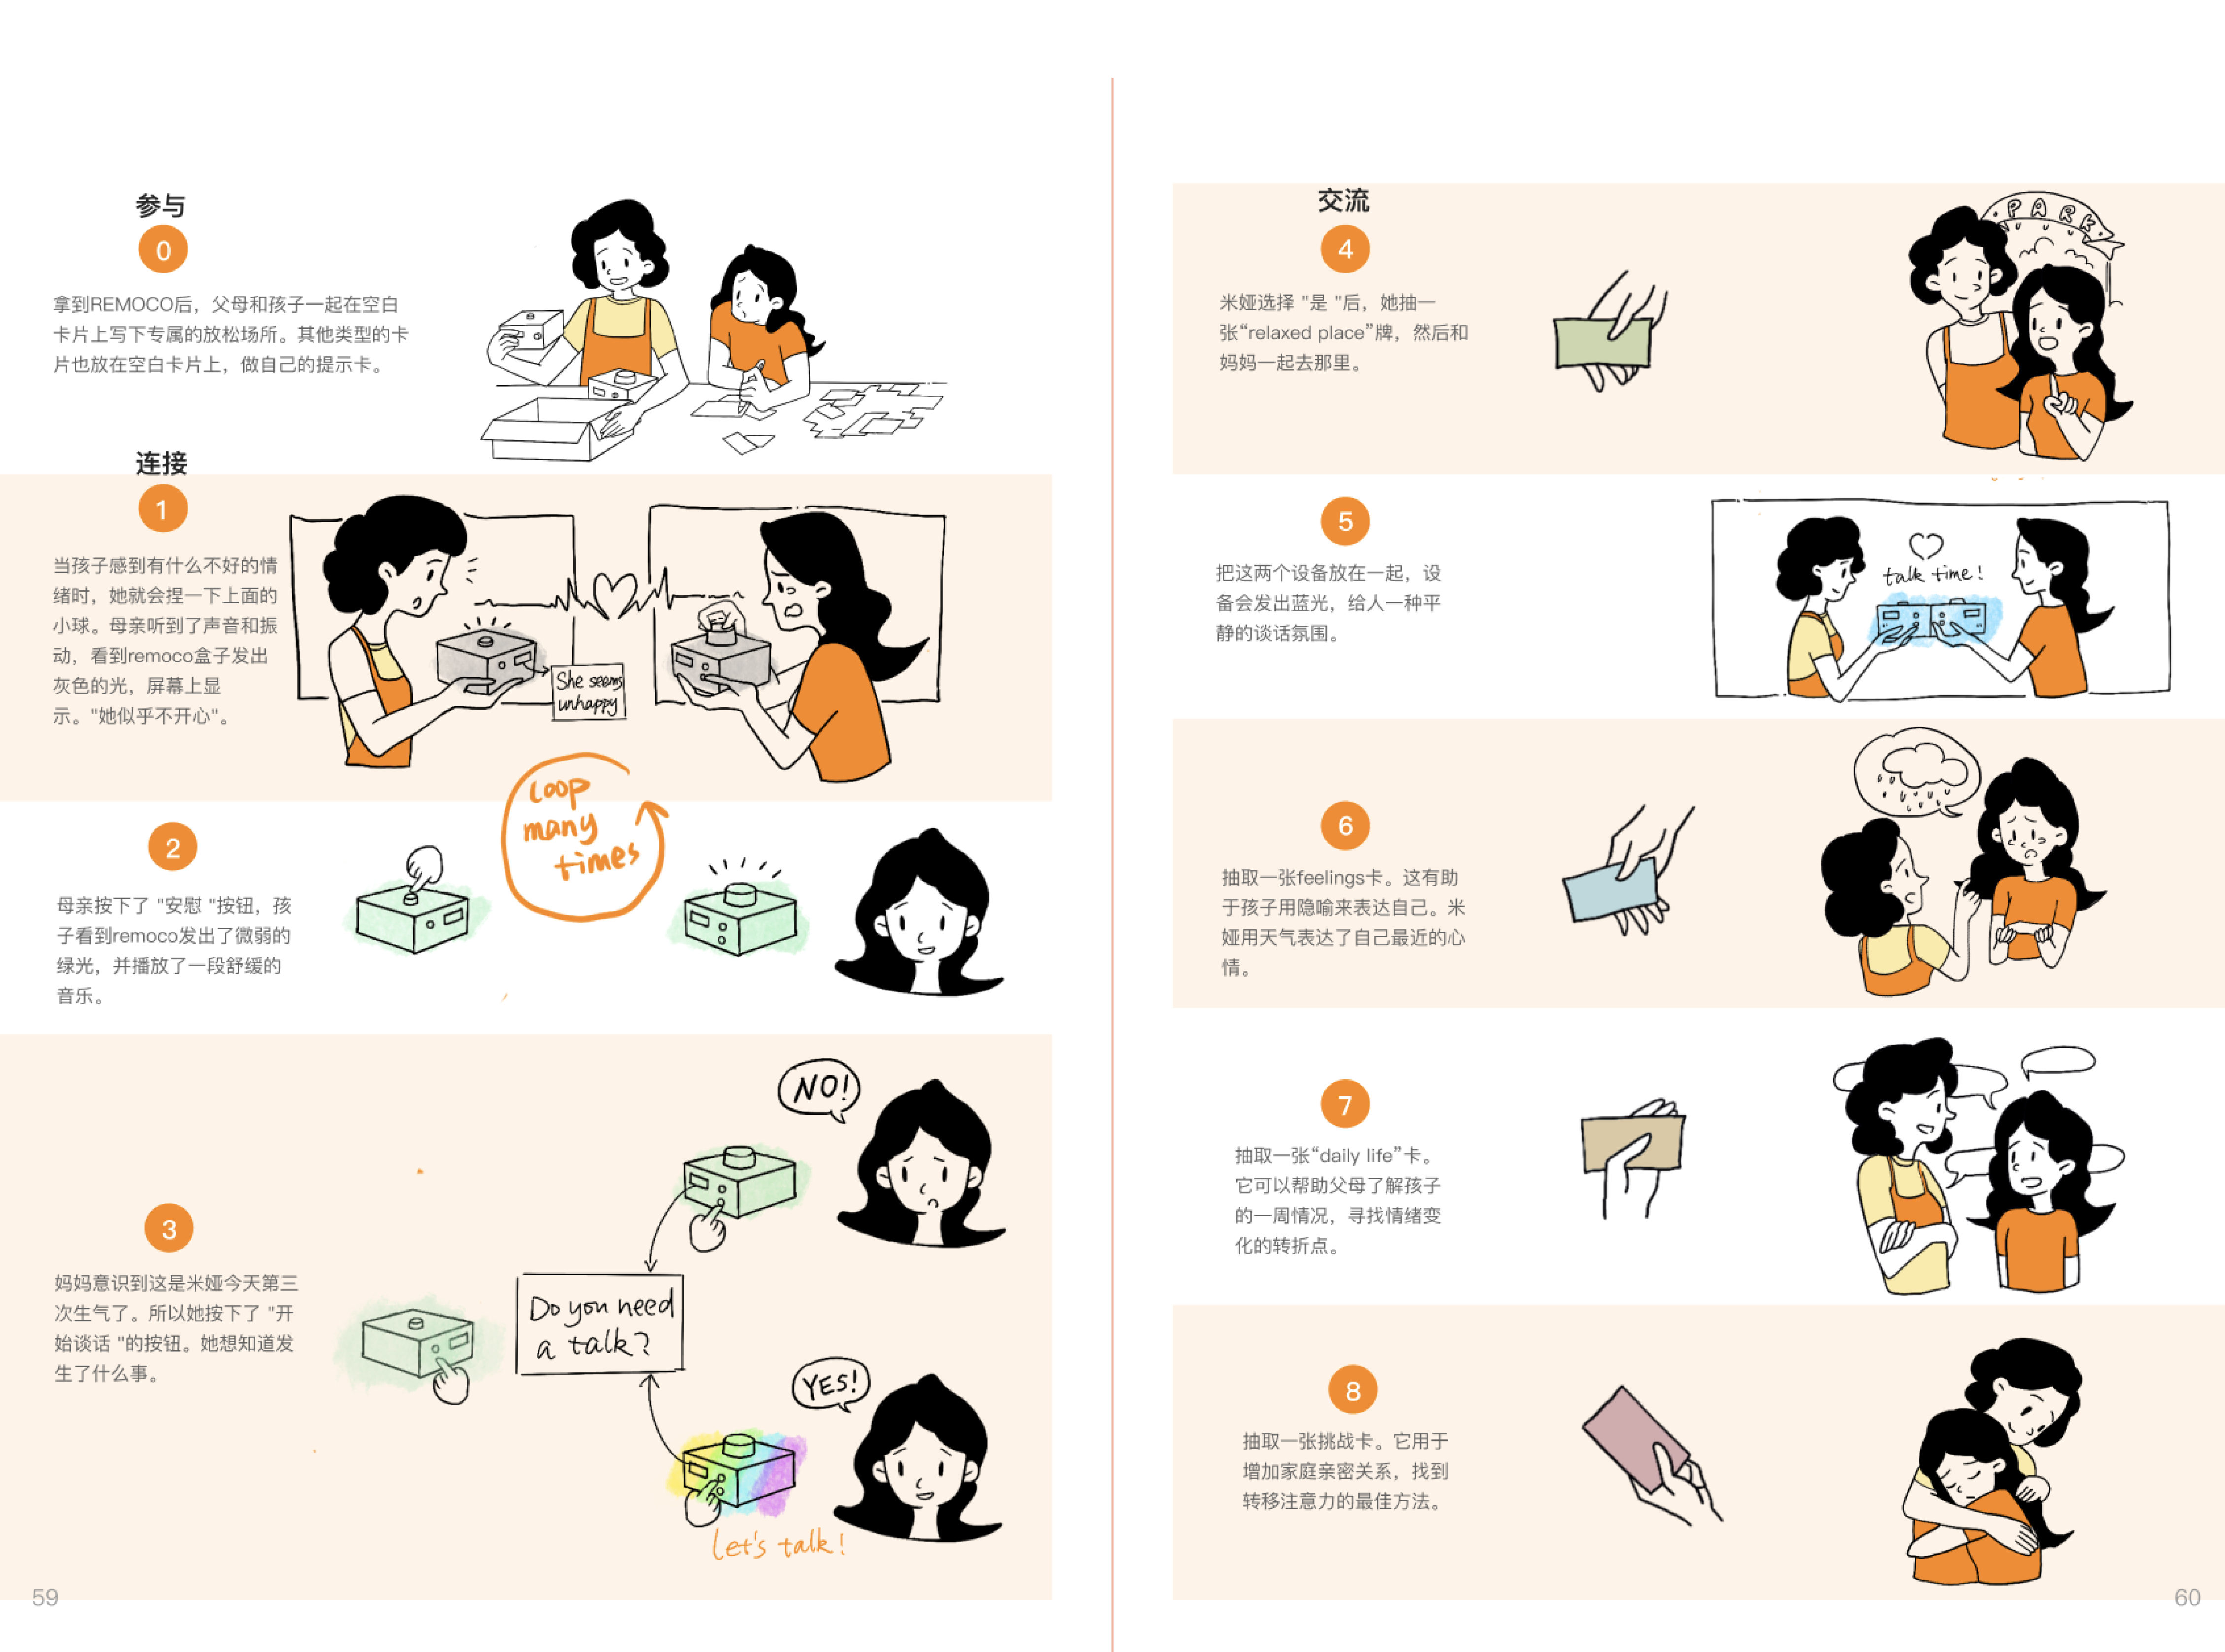 参与
0
拿到REMOCO后，父母和孩子一起在空白
卡片上写下专属的放松场所。其他类型的卡
片也放在空白卡片上，做自己的提示卡。
连接
1
当孩子感到有什么不好的情
绪时，她就会捏一下上面的
小球。母亲听到了声音和振
动，看到remoco盒子发出
灰色的光，屏幕上显
示。"她似乎不开心"。
She seems
unhappy
Loop
many
times
2
母亲按下了 "安慰 "按钮，孩
子看到remoco发出了微弱的
绿光，并播放了一段舒缓的
音乐。
3
妈妈意识到这是米娅今天第三
次生气了。所以她按下了 "开
始谈话 "的按钮。她想知道发
生了什么事。
NO!
Do you need
a talk?
YES!
Let's talk!
59
交流
4
米娅选择 "是 "后，她抽一
张“relaxed place”牌，然后和
妈妈一起去那里。
PARK
5
把这两个设备放在一起，设
备会发出蓝光，给人一种平
静的谈话氛围。
talk time!
6
抽取一张feelings卡。这有助
于孩子用隐喻来表达自己。米
娅用天气表达了自己最近的心
情。
7
抽取一张“daily life”卡。
它可以帮助父母了解孩子
的一周情况，寻找情绪变
化的转折点。
8
抽取一张挑战卡。它用于
增加家庭亲密关系，找到
转移注意力的最佳方法。
60